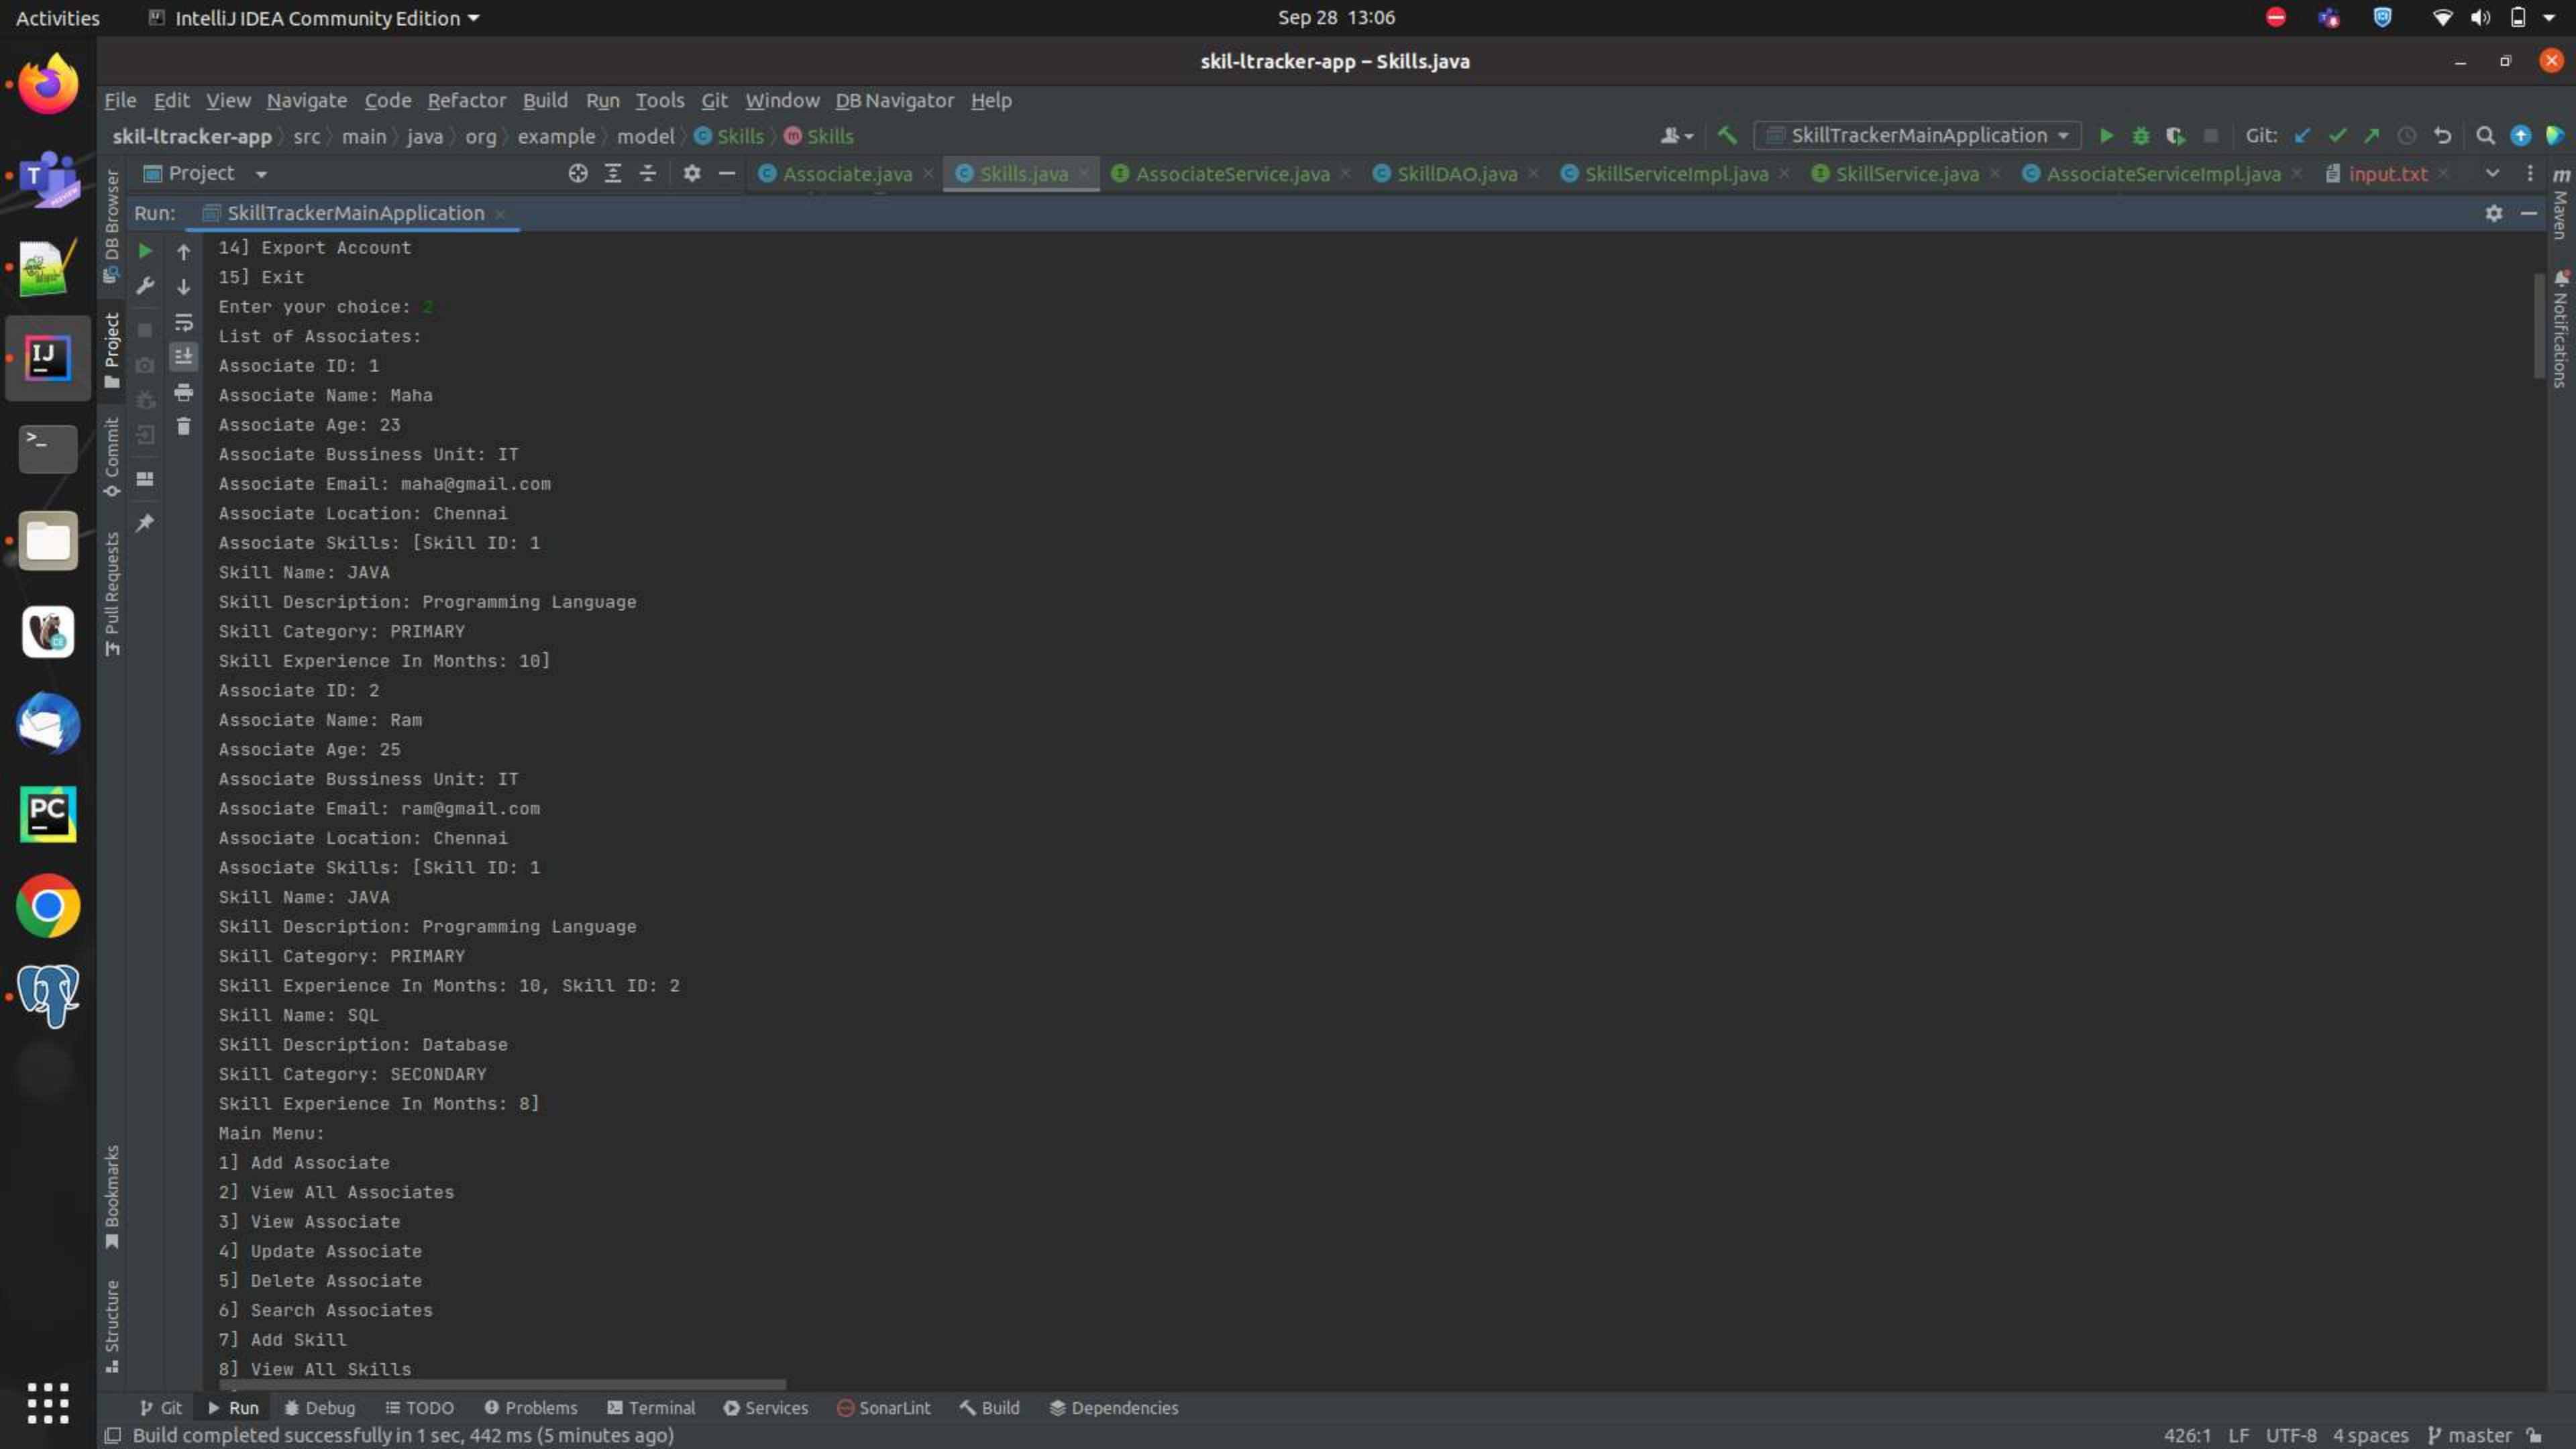 Activities IntelliJ IDEA Community Edition Sep 28 13:06
skil-ltracker-app – Skills.java
File Edit View Navigate Code Refactor Build Run Tools Git Window DB Navigator Help
skil-ltracker-app src main java org example model Skills Skills SkillTrackerMainApplication Git:
Project Associate.java Skills.java AssociateService.java SkillDAO.java SkillServiceImpl.java SkillService.java AssociateServiceImpl.java input.txt
Run: SkillTrackerMainApplication
14] Export Account
15] Exit
Enter your choice: 2
List of Associates:
Associate ID: 1
Associate Name: Maha
Associate Age: 23
Associate Bussiness Unit: IT
Associate Email: maha@gmail.com
Associate Location: Chennai
Associate Skills: [Skill ID: 1
Skill Name: JAVA
Skill Description: Programming Language
Skill Category: PRIMARY
Skill Experience In Months: 10]
Associate ID: 2
Associate Name: Ram
Associate Age: 25
Associate Bussiness Unit: IT
Associate Email: ram@gmail.com
Associate Location: Chennai
Associate Skills: [Skill ID: 1
Skill Name: JAVA
Skill Description: Programming Language
Skill Category: PRIMARY
Skill Experience In Months: 10, Skill ID: 2
Skill Name: SQL
Skill Description: Database
Skill Category: SECONDARY
Skill Experience In Months: 8]
Main Menu:
1] Add Associate
2] View All Associates
3] View Associate
4] Update Associate
5] Delete Associate
6] Search Associates
7] Add Skill
8] View All Skills
DB Browser
Project
Commit
Pull Requests
Bookmarks
Structure
Maven
Notifications
Git Run Debug TODO Problems Terminal Services SonarLint Build Dependencies
Build completed successfully in 1 sec, 442 ms (5 minutes ago) 426:1 LF UTF-8 4 spaces master